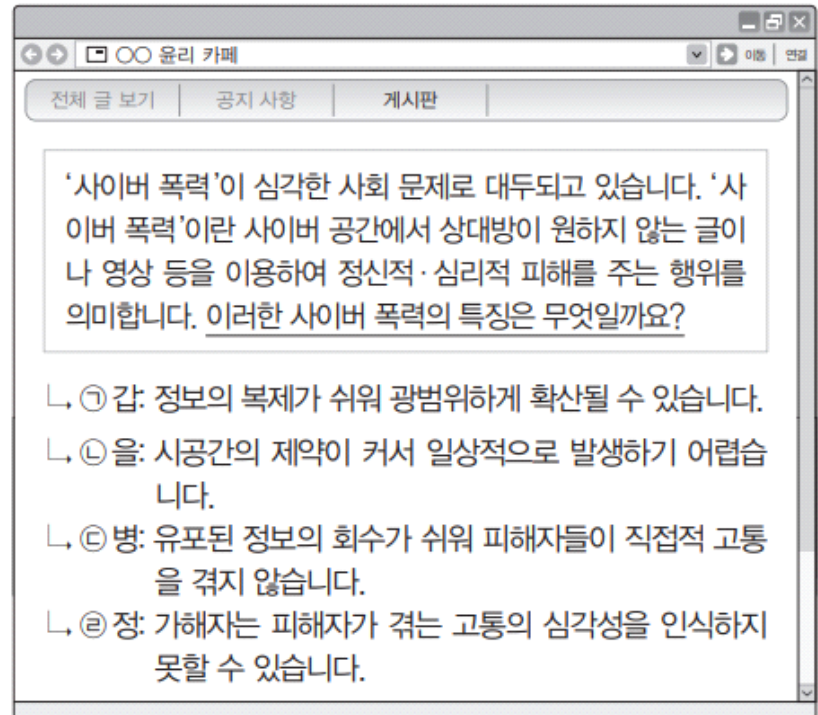 ○○ 윤리 카페 이동 연결
전체 글 보기 공지 사항 게시판
‘사이버 폭력’이 심각한 사회 문제로 대두되고 있습니다. ‘사
이버 폭력’이란 사이버 공간에서 상대방이 원하지 않는 글이
나 영상 등을 이용하여 정신적·심리적 피해를 주는 행위를
의미합니다. 이러한 사이버 폭력의 특징은 무엇일까요?
㉠ 갑: 정보의 복제가 쉬워 광범위하게 확산될 수 있습니다.
㉡ 을: 시공간의 제약이 커서 일상적으로 발생하기 어렵습
니다.
㉢ 병: 유포된 정보의 회수가 쉬워 피해자들이 직접적 고통
을 겪지 않습니다.
㉣ 정: 가해자는 피해자가 겪는 고통의 심각성을 인식하지
못할 수 있습니다.